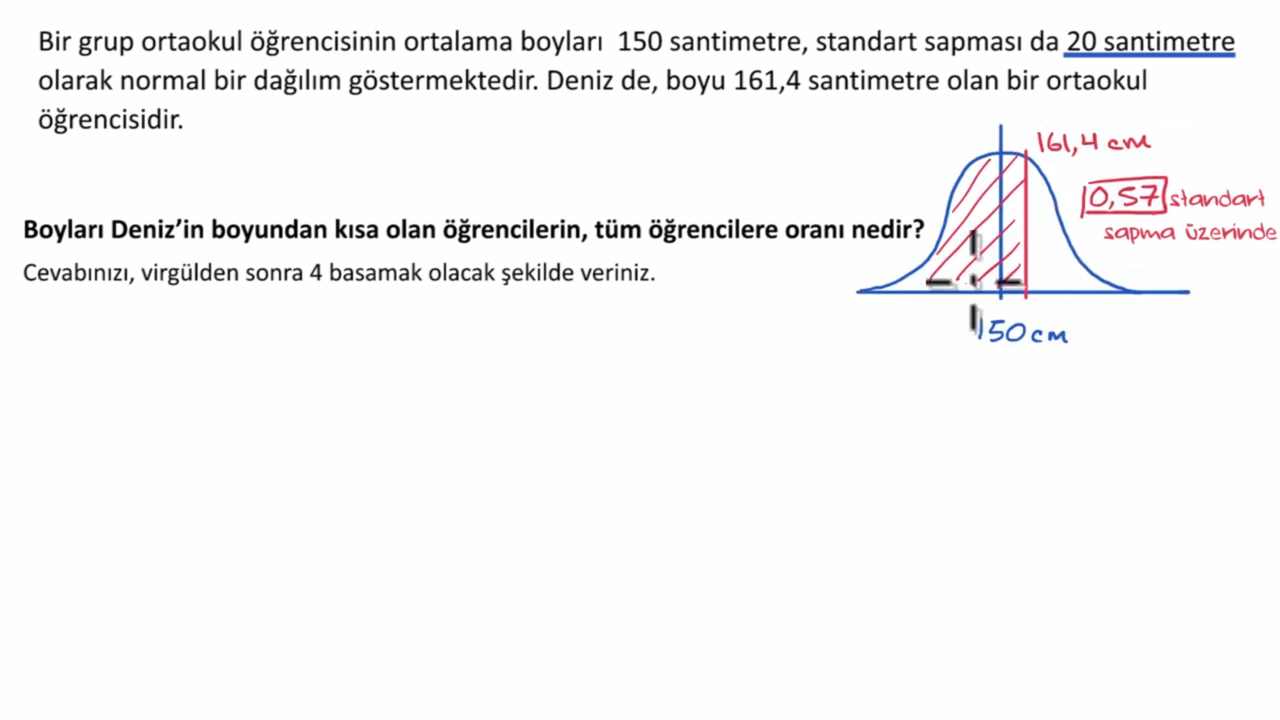 Bir grup ortaokul öğrencisinin ortalama boyları 150 santimetre, standart sapması da 20 santimetre
olarak normal bir dağılım göstermektedir. Deniz de, boyu 161,4 santimetre olan bir ortaokul
öğrencisidir.
161,4 cm
0,57 standart
sapma üzerinde
Boyları Deniz’in boyundan kısa olan öğrencilerin, tüm öğrencilere oranı nedir?
Cevabınızı, virgülden sonra 4 basamak olacak şekilde veriniz.
150 cm